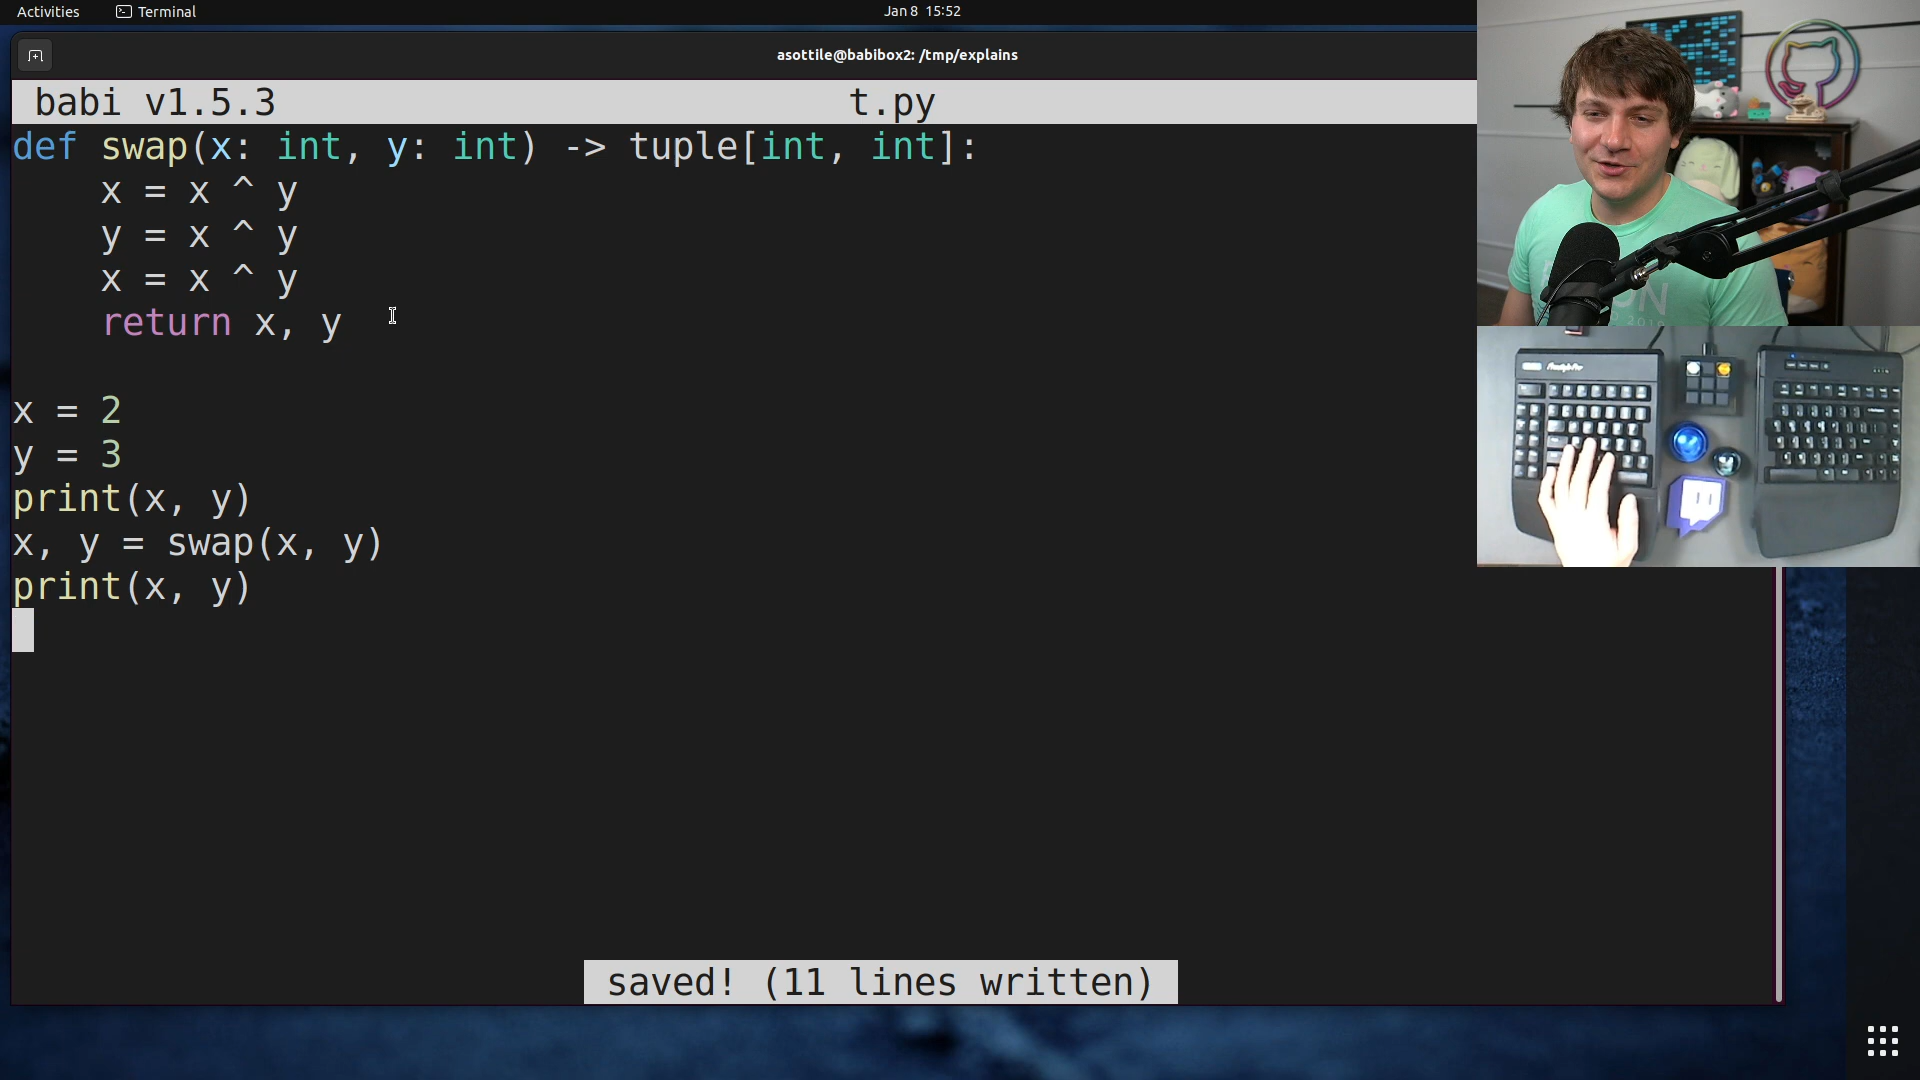 Activities
Terminal
Jan 8 15:52
asottile@babibox2: /tmp/explains
babi v1.5.3
t.py
def swap(x: int, y: int) -> tuple[int, int]:
    x = x ^ y
    y = x ^ y
    x = x ^ y
    return x, y
x = 2
y = 3
print(x, y)
x, y = swap(x, y)
print(x, y)
saved! (11 lines written)